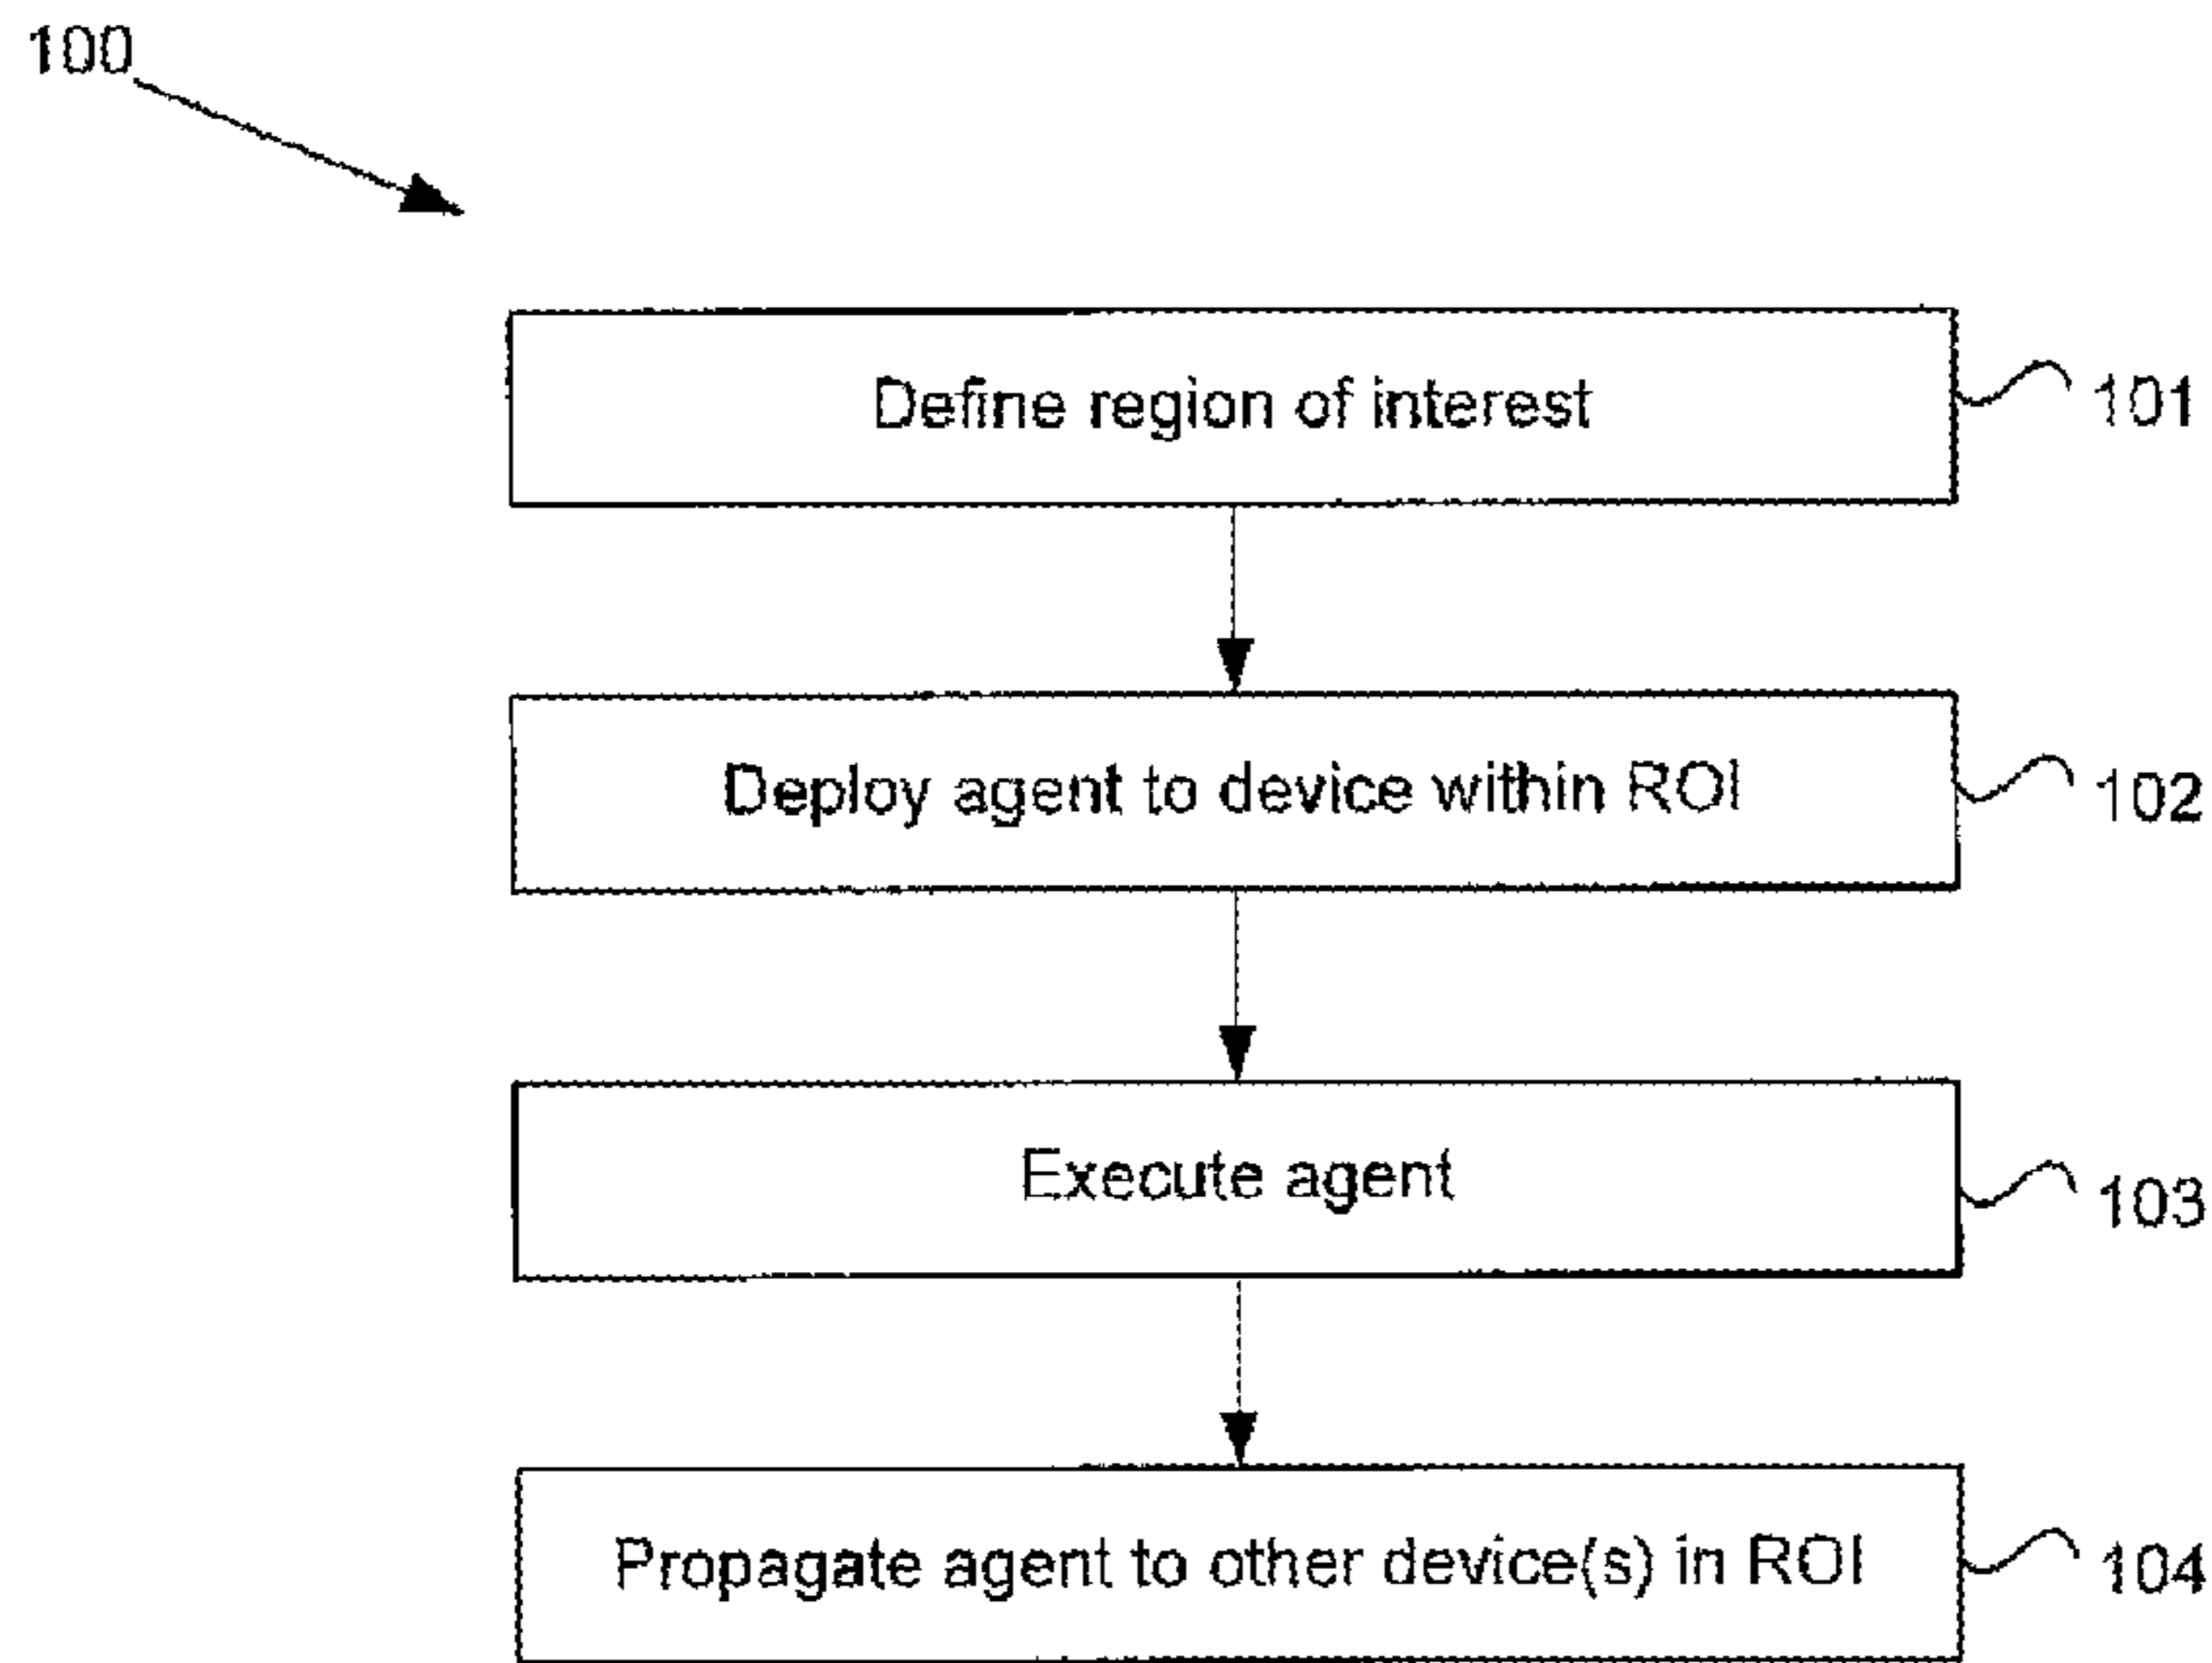 100
Define region of interest
101
Deploy agent to device within ROI
102
Execute agent
103
Propagate agent to other device(s) in ROI
104